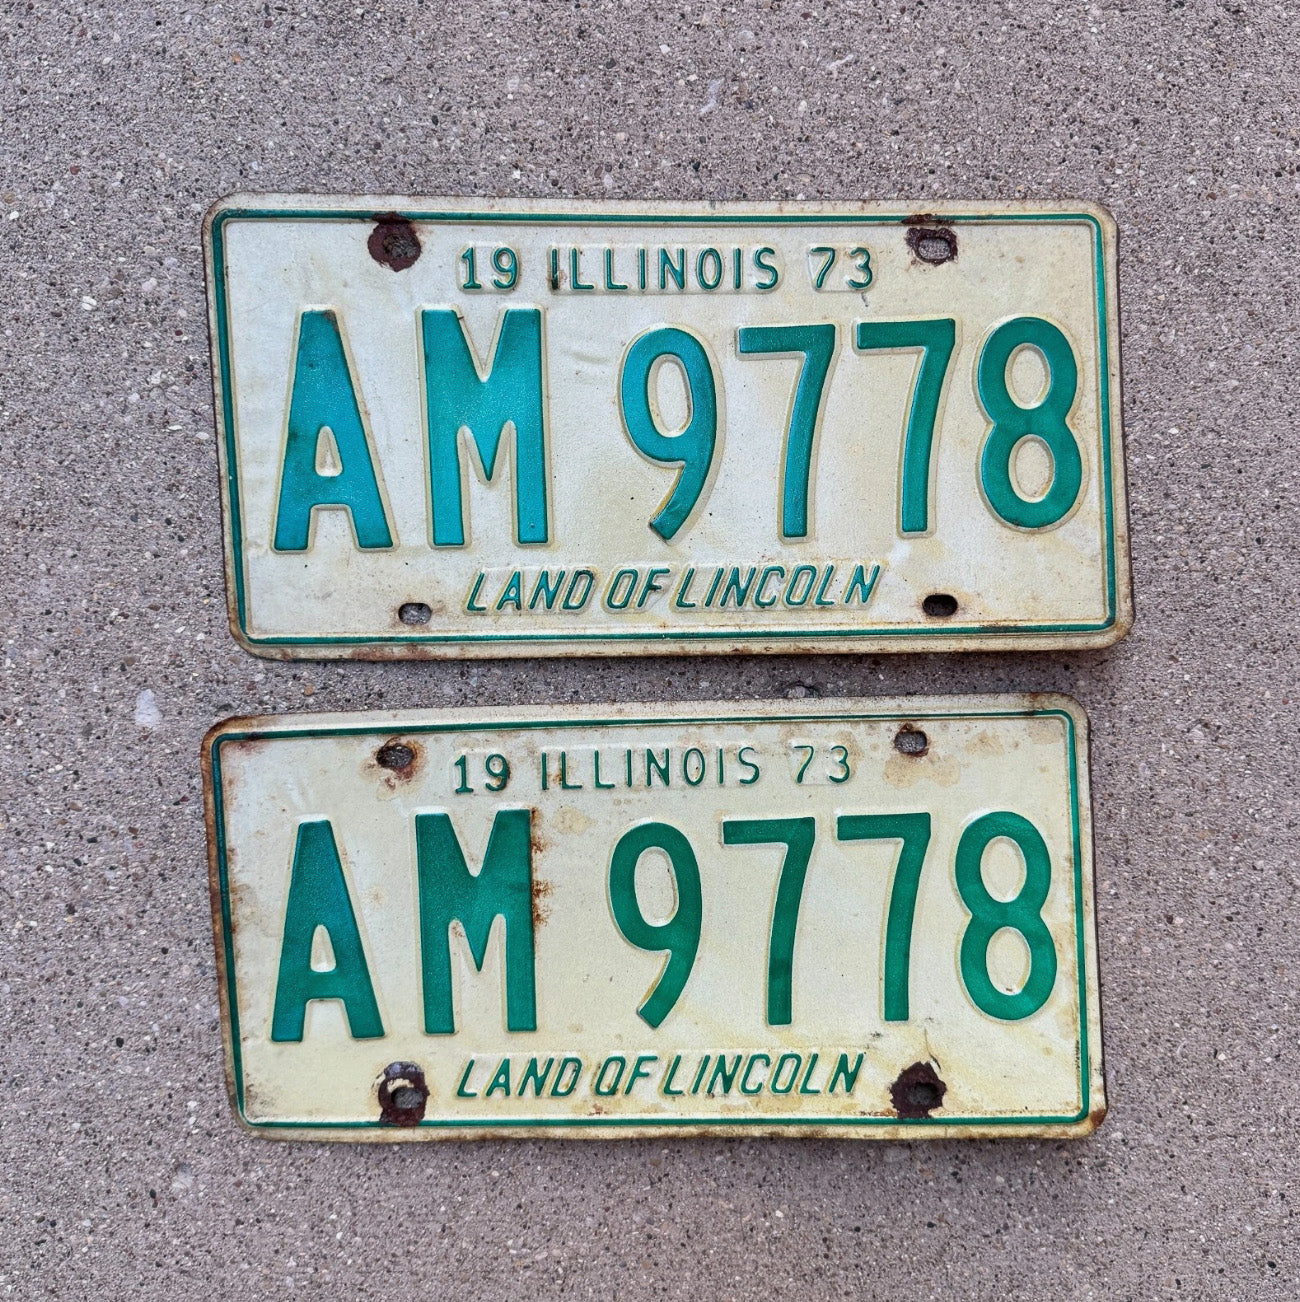 19 ILLINOIS 73
AM 9778
LAND OF LINCOLN
19 ILLINOIS 73
AM 9778
LAND OF LINCOLN